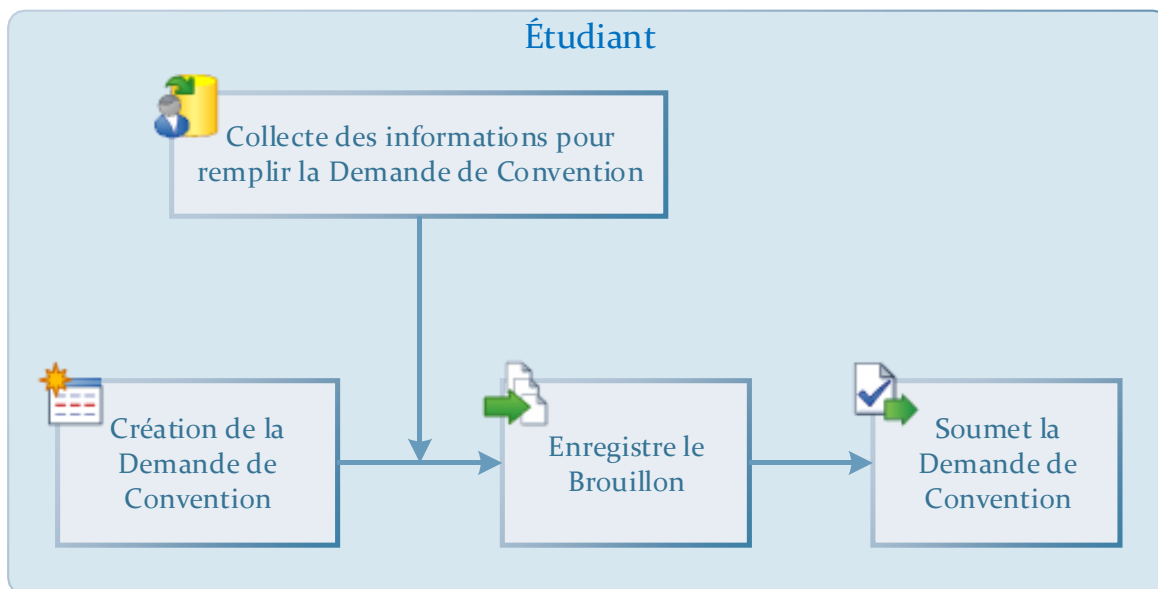 Étudiant
Collecte des informations pour
remplir la Demande de Convention
Création de la
Demande de
Convention
Enregistre le
Brouillon
Soumet la
Demande de
Convention